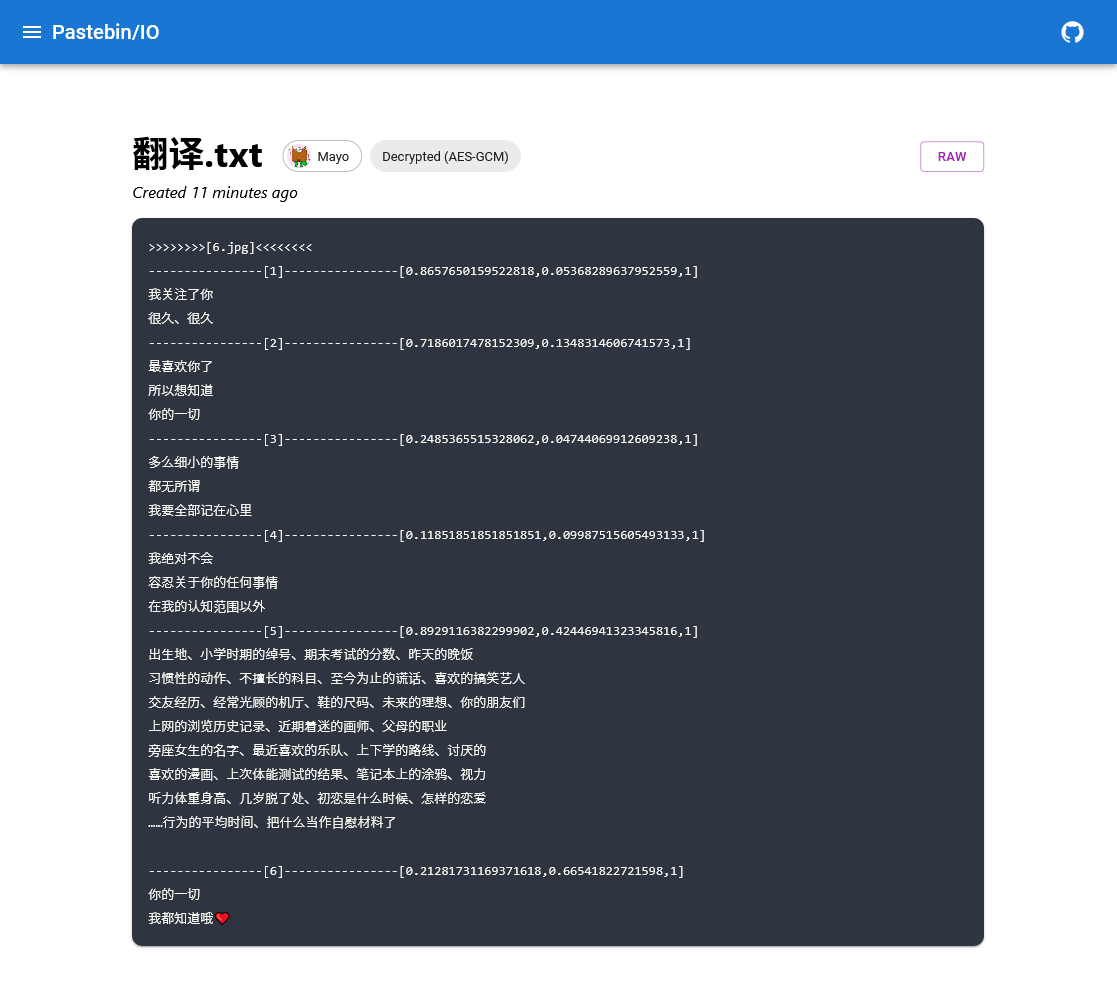 Pastebin/IO
翻译.txt
Mayo
Decrypted (AES-GCM)
RAW
Created 11 minutes ago
>>>>>>>>[6.jpg]<<<<<<<<
----------------[1]----------------[0.8657650159522818,0.05368289637952559,1]
我关注了你
很久、很久
----------------[2]----------------[0.7186017478152309,0.1348314606741573,1]
最喜欢你了
所以想知道
你的一切
----------------[3]----------------[0.2485365515328062,0.04744069912609238,1]
多么细小的事情
都无所谓
我要全部记在心里
----------------[4]----------------[0.11851851851851851,0.09987515605493133,1]
我绝对不会
容忍关于你的任何事情
在我的认知范围以外
----------------[5]----------------[0.8929116382299902,0.42446941323345816,1]
出生地、小学时期的绰号、期末考试的分数、昨天的晚饭
习惯性的动作、不擅长的科目、至今为止的谎话、喜欢的搞笑艺人
交友经历、经常光顾的机厅、鞋的尺码、未来的理想、你的朋友们
上网的浏览历史记录、近期着迷的画师、父母的职业
旁座女生的名字、最近喜欢的乐队、上下学的路线、讨厌的
喜欢的漫画、上次体能测试的结果、笔记本上的涂鸦、视力
听力体重身高、几岁脱了处、初恋是什么时候、怎样的恋爱
……行为的平均时间、把什么当作自慰材料了
----------------[6]----------------[0.21281731169371618,0.66541822721598,1]
你的一切
我都知道哦❤